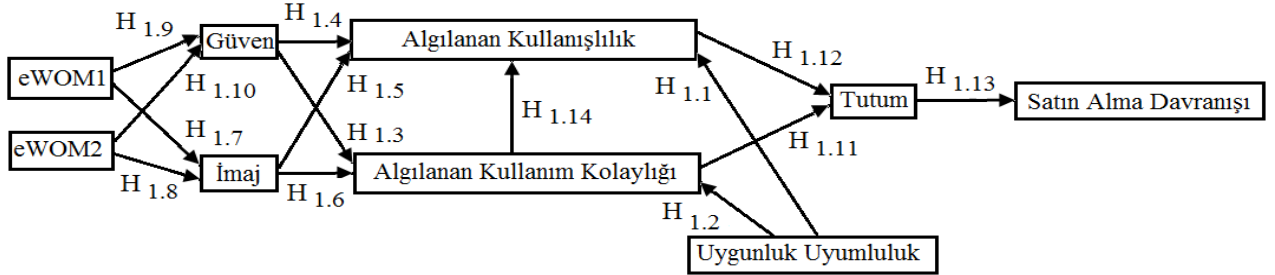 H 1.9
H 1.4
Güven
Algılanan Kullanışlılık
eWOM1
H 1.10
H 1.5
H 1.1
H 1.12
H 1.13
Tutum
Satın Alma Davranışı
eWOM2
H 1.7
H 1.3
H 1.14
H 1.11
H 1.8
İmaj
H 1.6
Algılanan Kullanım Kolaylığı
H 1.2
Uygunluk Uyumluluk